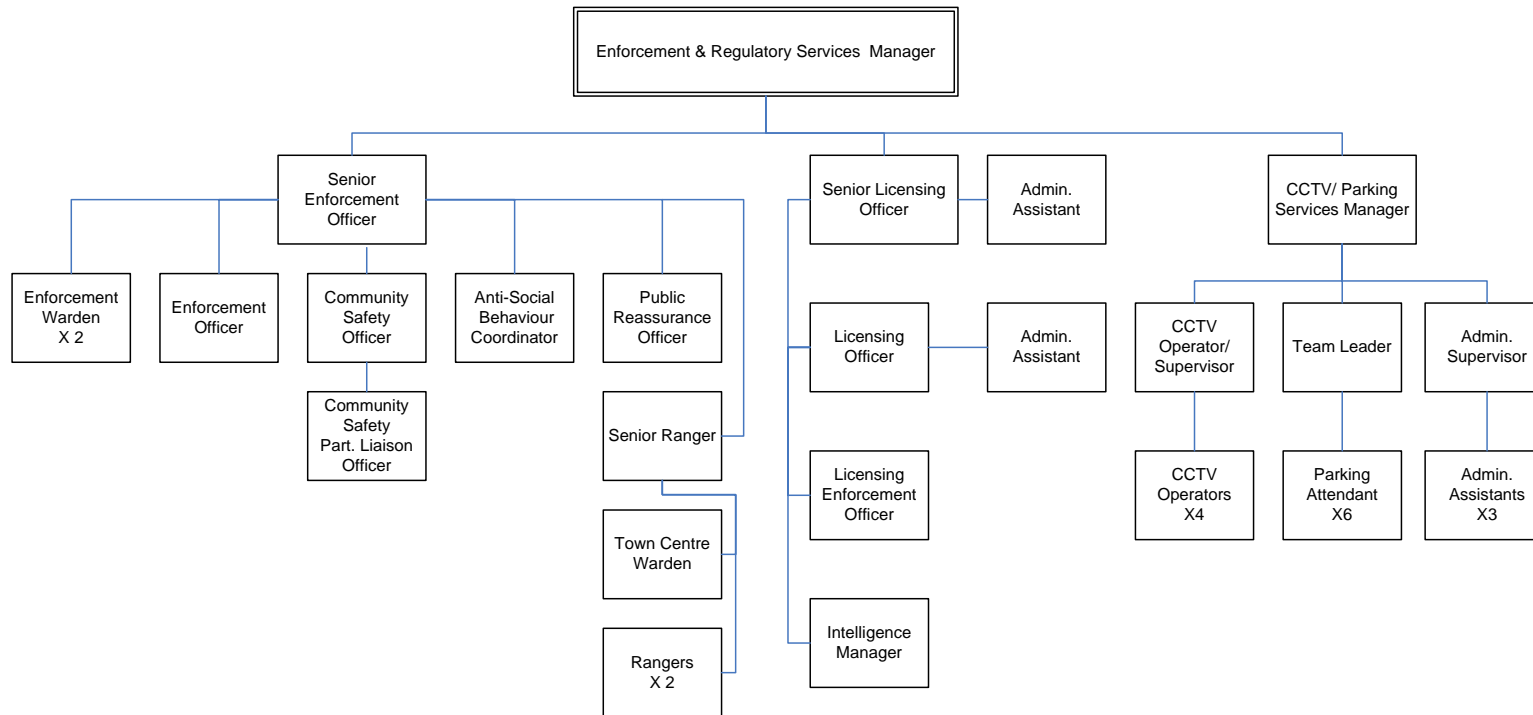 Enforcement & Regulatory Services  Manager
Senior
Enforcement
Officer
Senior Licensing
Officer
Admin.
Assistant
CCTV/ Parking
Services Manager
Enforcement
Warden
X 2
Enforcement
Officer
Community
Safety
Officer
Anti-Social
Behaviour
Coordinator
Public
Reassurance
Officer
Licensing
Officer
Admin.
Assistant
CCTV
Operator/
Supervisor
Team Leader
Admin.
Supervisor
Community
Safety
Part. Liaison
Officer
Senior Ranger
Licensing
Enforcement
Officer
CCTV
Operators
X4
Parking
Attendant
X6
Admin.
Assistants
X3
Town Centre
Warden
Intelligence
Manager
Rangers
X 2